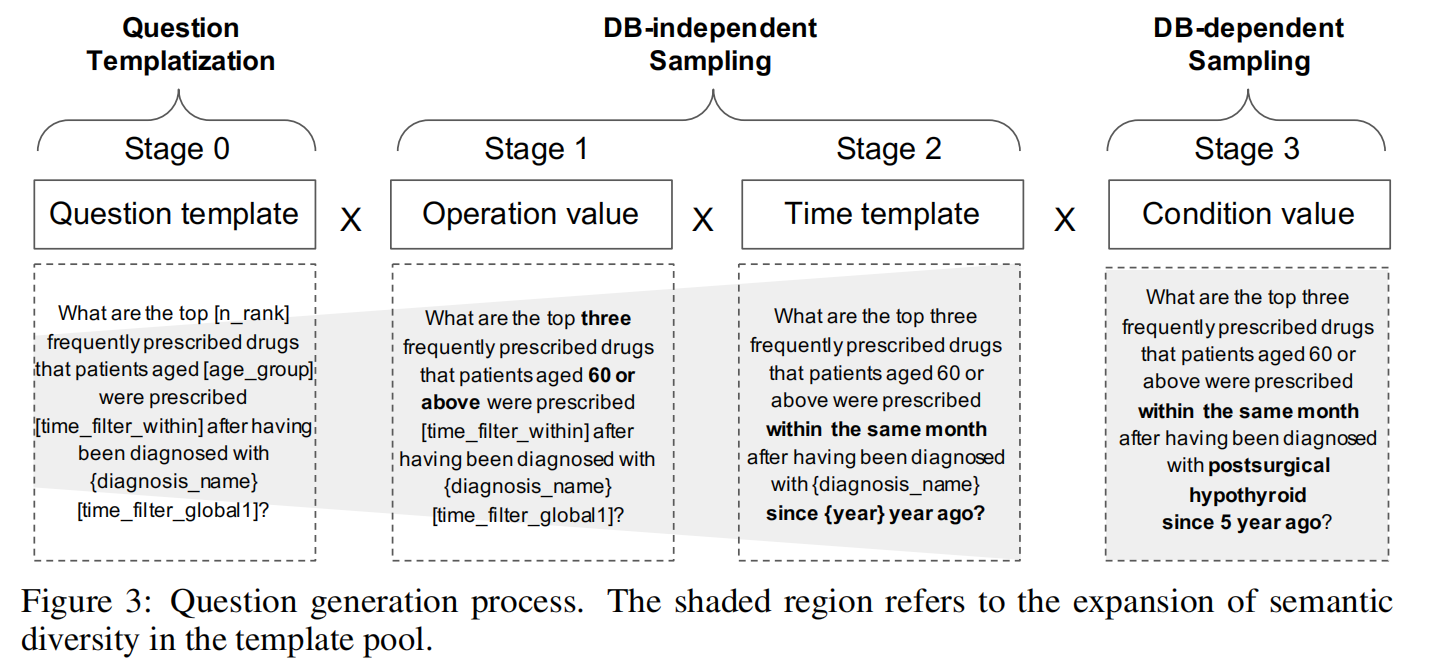 Question
Templatization
DB-independent
Sampling
DB-dependent
Sampling
Stage 0
Stage 1
Stage 2
Stage 3
Question template
X
Operation value
X
Time template
X
Condition value
What are the top [n_rank]
frequently prescribed drugs
that patients aged [age_group]
were prescribed
[time_filter_within] after having
been diagnosed with
{diagnosis_name}
[time_filter_global1]?
What are the top three
frequently prescribed drugs
that patients aged 60 or
above were prescribed
[time_filter_within] after
having been diagnosed with
{diagnosis_name}
[time_filter_global1]?
What are the top three
frequently prescribed drugs
that patients aged 60 or
above were prescribed
within the same month
after having been diagnosed
with {diagnosis_name}
since {year} year ago?
What are the top three
frequently prescribed drugs
that patients aged 60 or
above were prescribed
within the same month
after having been diagnosed
with postsurgical
hypothyroid
since 5 year ago?
Figure 3: Question generation process. The shaded region refers to the expansion of semantic
diversity in the template pool.